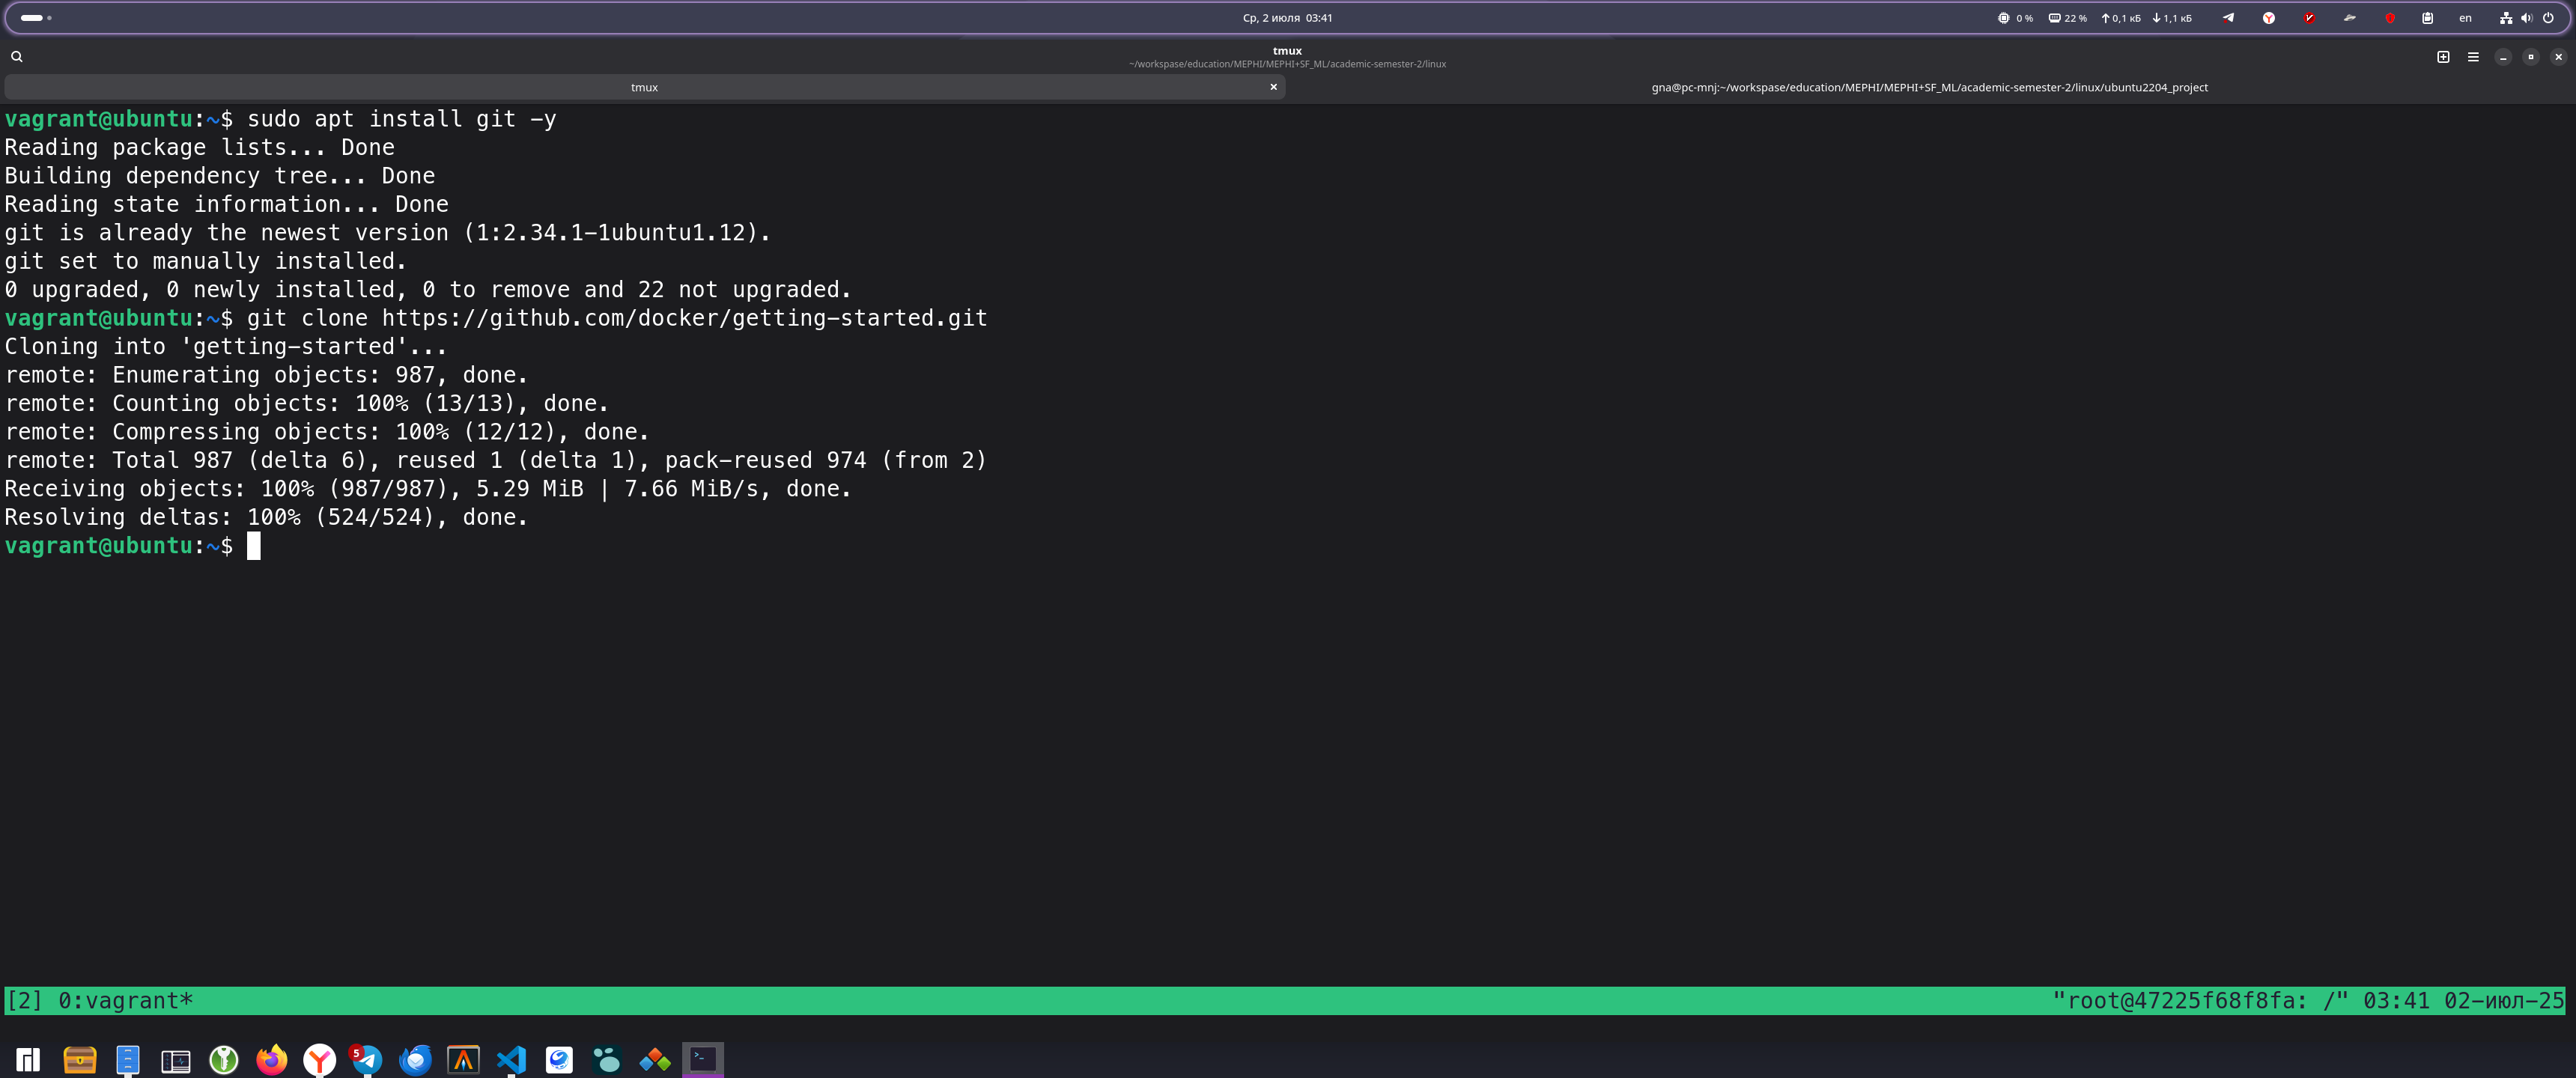 Ср, 2 июля 03:41
0 %
22 %
0,1 кБ
1,1 кБ
en
tmux
~/workspase/education/MEPHI/MEPHI+SF_ML/academic-semester-2/linux
tmux
gna@pc-mnj:~/workspase/education/MEPHI/MEPHI+SF_ML/academic-semester-2/linux/ubuntu2204_project
vagrant@ubuntu:~$ sudo apt install git -y
Reading package lists... Done
Building dependency tree... Done
Reading state information... Done
git is already the newest version (1:2.34.1-1ubuntu1.12).
git set to manually installed.
0 upgraded, 0 newly installed, 0 to remove and 22 not upgraded.
vagrant@ubuntu:~$ git clone https://github.com/docker/getting-started.git
Cloning into 'getting-started'...
remote: Enumerating objects: 987, done.
remote: Counting objects: 100% (13/13), done.
remote: Compressing objects: 100% (12/12), done.
remote: Total 987 (delta 6), reused 1 (delta 1), pack-reused 974 (from 2)
Receiving objects: 100% (987/987), 5.29 MiB | 7.66 MiB/s, done.
Resolving deltas: 100% (524/524), done.
vagrant@ubuntu:~$
[2] 0:vagrant*
"root@47225f68f8fa: /" 03:41 02-июл-25
5